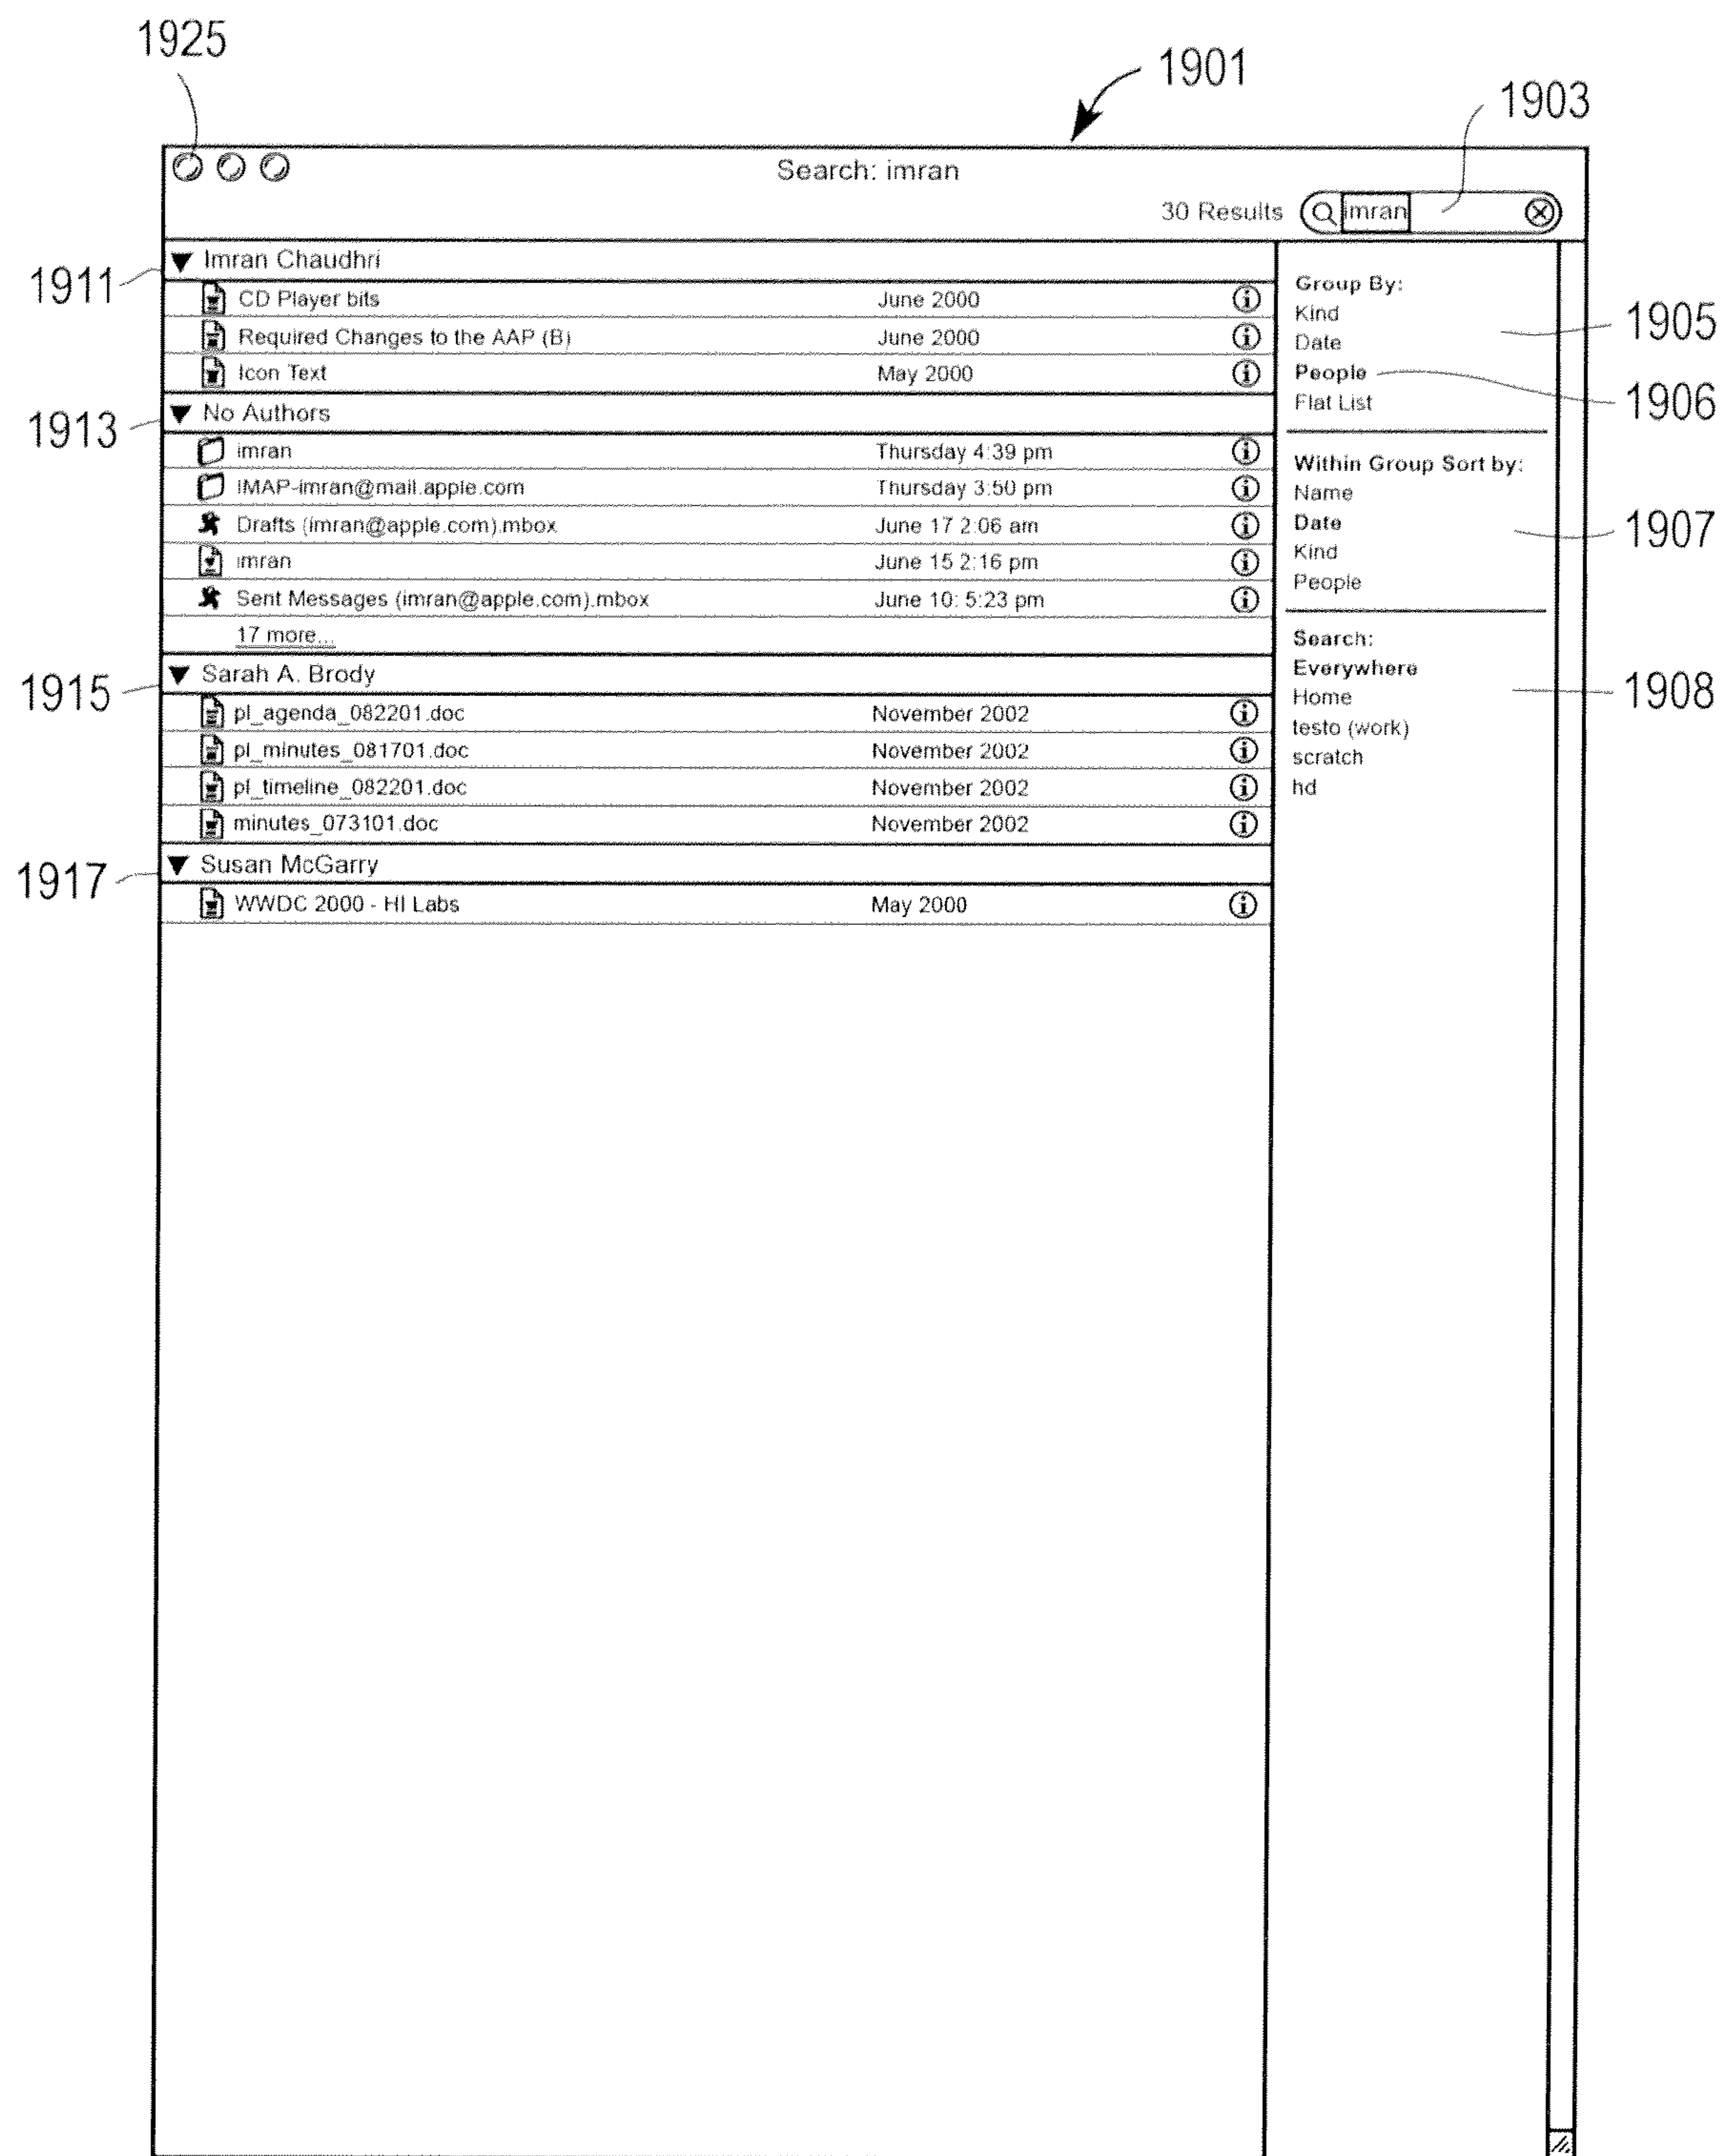 1925
1901
1903
Search: imran
30 Results imran
1911
Imran Chaudhri
CD Player bits June 2000
Required Changes to the AAP (B) June 2000
Icon Text May 2000
1913
No Authors
imran Thursday 4:39 pm
IMAP-imran@mail.apple.com Thursday 3:50 pm
Drafts (imran@apple.com).mbox June 17 2:06 am
imran June 15 2:16 pm
Sent Messages (imran@apple.com).mbox June 10: 5:23 pm
17 more...
1915
Sarah A. Brody
pl_agenda_082201.doc November 2002
pl_minutes_081701.doc November 2002
pl_timeline_082201.doc November 2002
minutes_073101.doc November 2002
1917
Susan McGarry
WWDC 2000 - HI Labs May 2000
Group By:
Kind
Date
People
Flat List
1905
1906
Within Group Sort by:
Name
Date
Kind
People
1907
Search:
Everywhere
Home
testo (work)
scratch
hd
1908